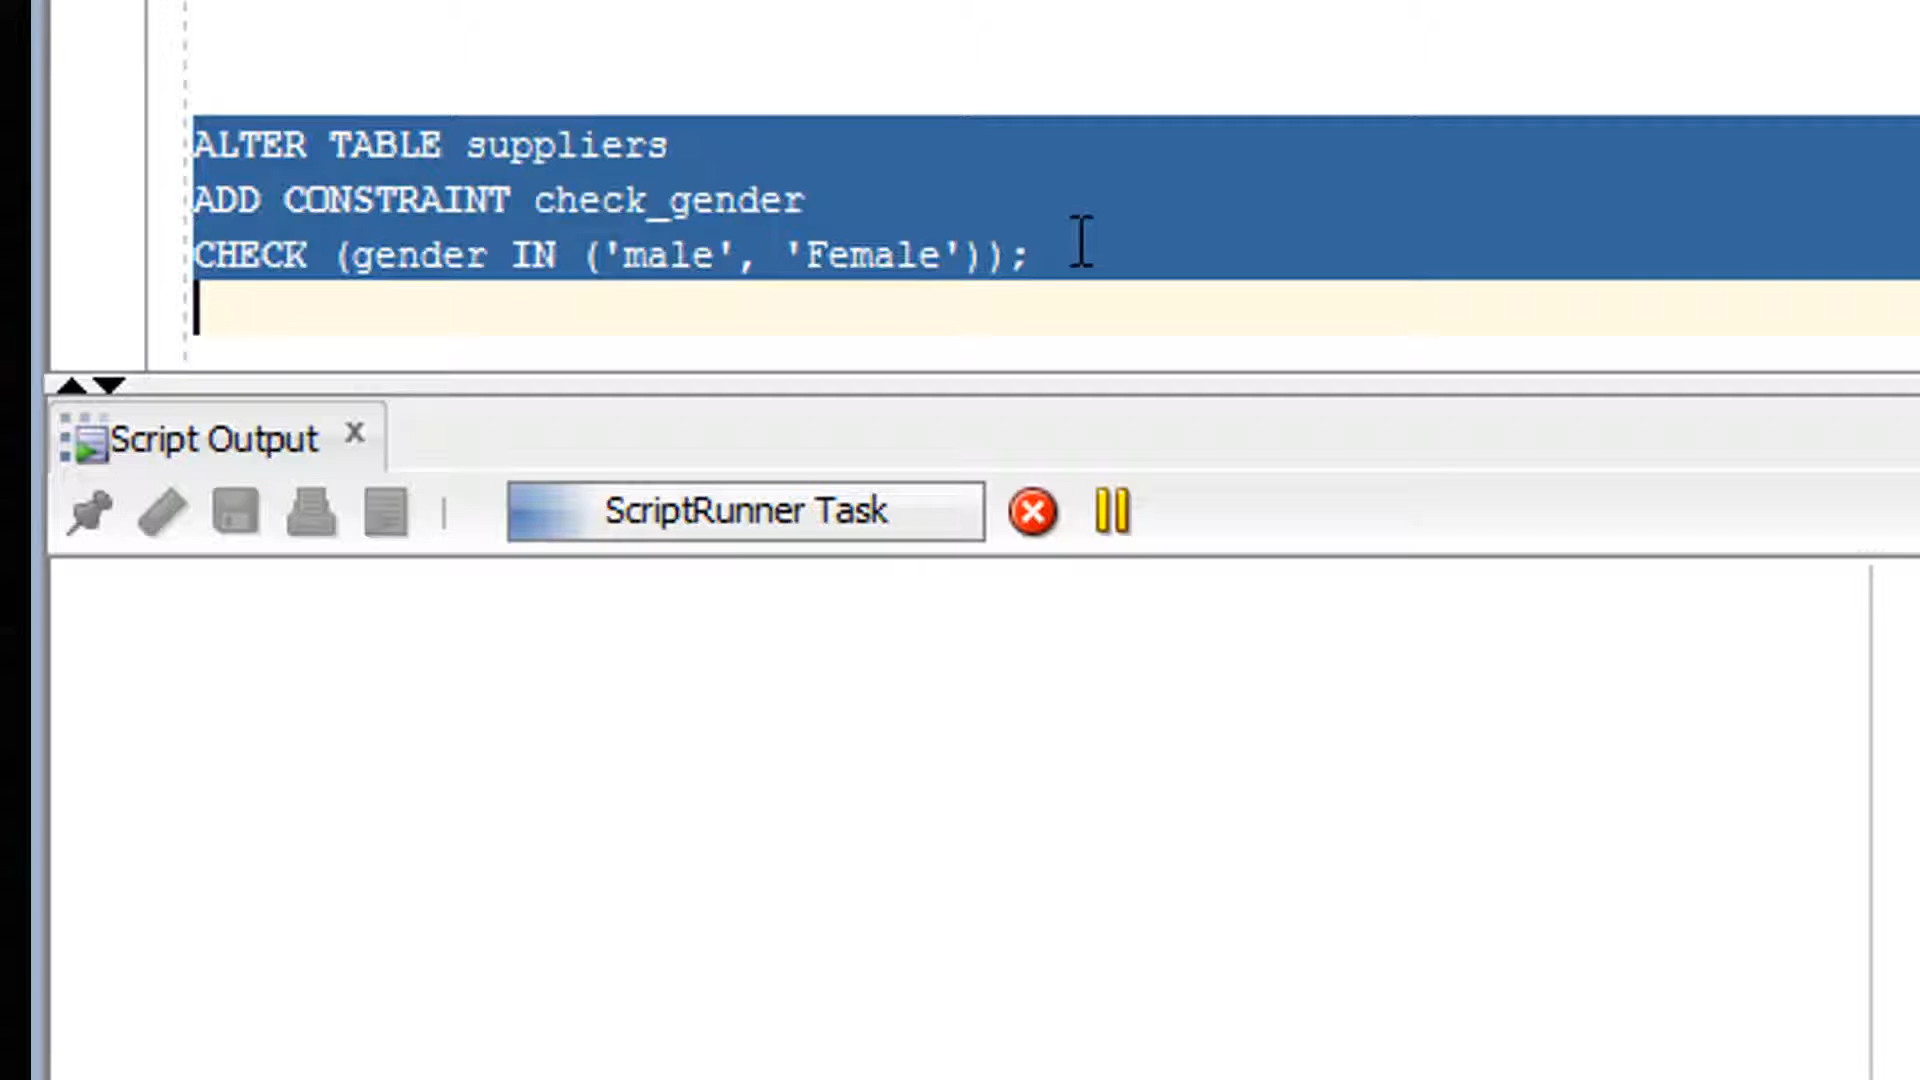 ALTER TABLE suppliers
ADD CONSTRAINT check_gender
CHECK (gender IN ('male', 'Female'));
Script Output
ScriptRunner Task